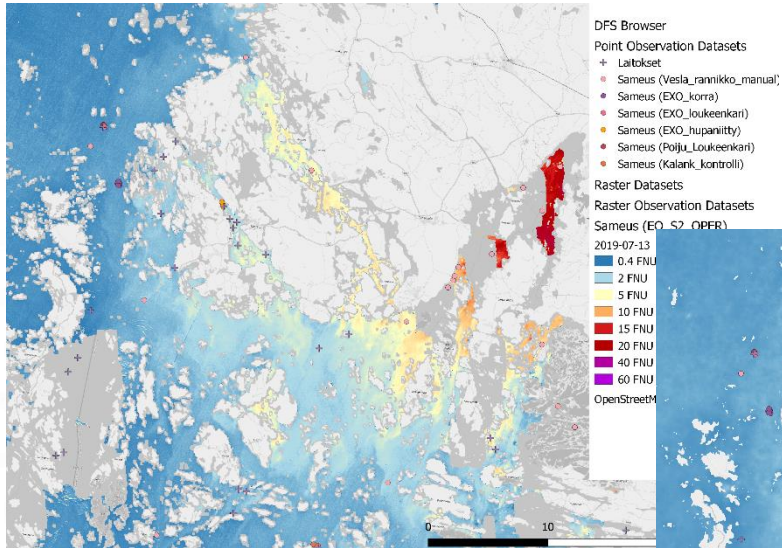 DFS Browser
Point Observation Datasets
Laitokset
Sameus (Vesla_rannikko_manual)
Sameus (EXO_korra)
Sameus (EXO_loukeenkari)
Sameus (EXO_hupaniitty)
Sameus (Poiju_Loukeenkari)
Sameus (Kalank_kontrolli)
Raster Datasets
Raster Observation Datasets
Sameus (EO_S2_OPER)
2019-07-13
0.4 FNU
2 FNU
5 FNU
10 FNU
15 FNU
20 FNU
40 FNU
60 FNU
OpenStreetM
0 10